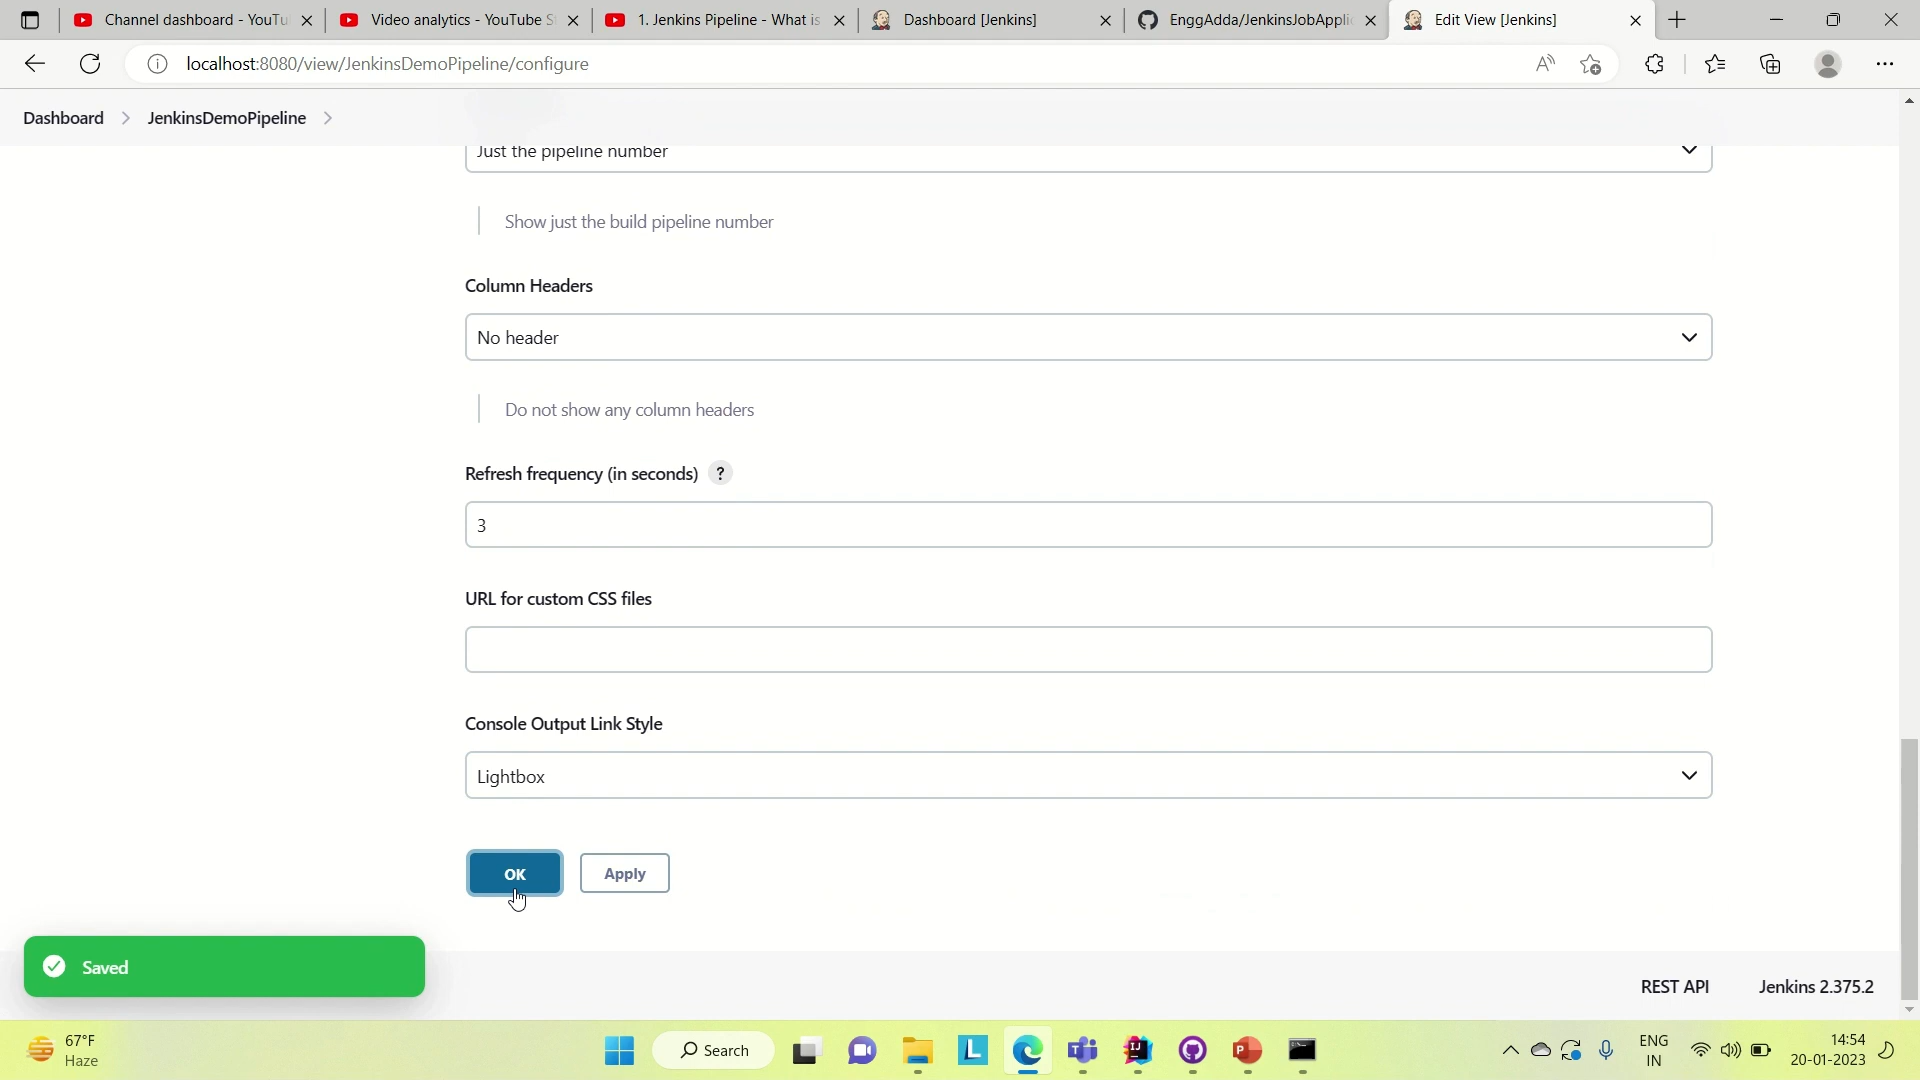 Channel dashboard - YouTu
Video analytics - YouTube S
1. Jenkins Pipeline - What is
Dashboard [Jenkins]
EnggAdda/JenkinsJobApplic
Edit View [Jenkins]
localhost:8080/view/JenkinsDemoPipeline/configure
Dashboard
JenkinsDemoPipeline
Just the pipeline number
Show just the build pipeline number
Column Headers
No header
Do not show any column headers
Refresh frequency (in seconds) ?
3
URL for custom CSS files
Console Output Link Style
Lightbox
OK
Apply
Saved
REST API
Jenkins 2.375.2
67°F
Haze
Search
ENG
IN
14:54
20-01-2023